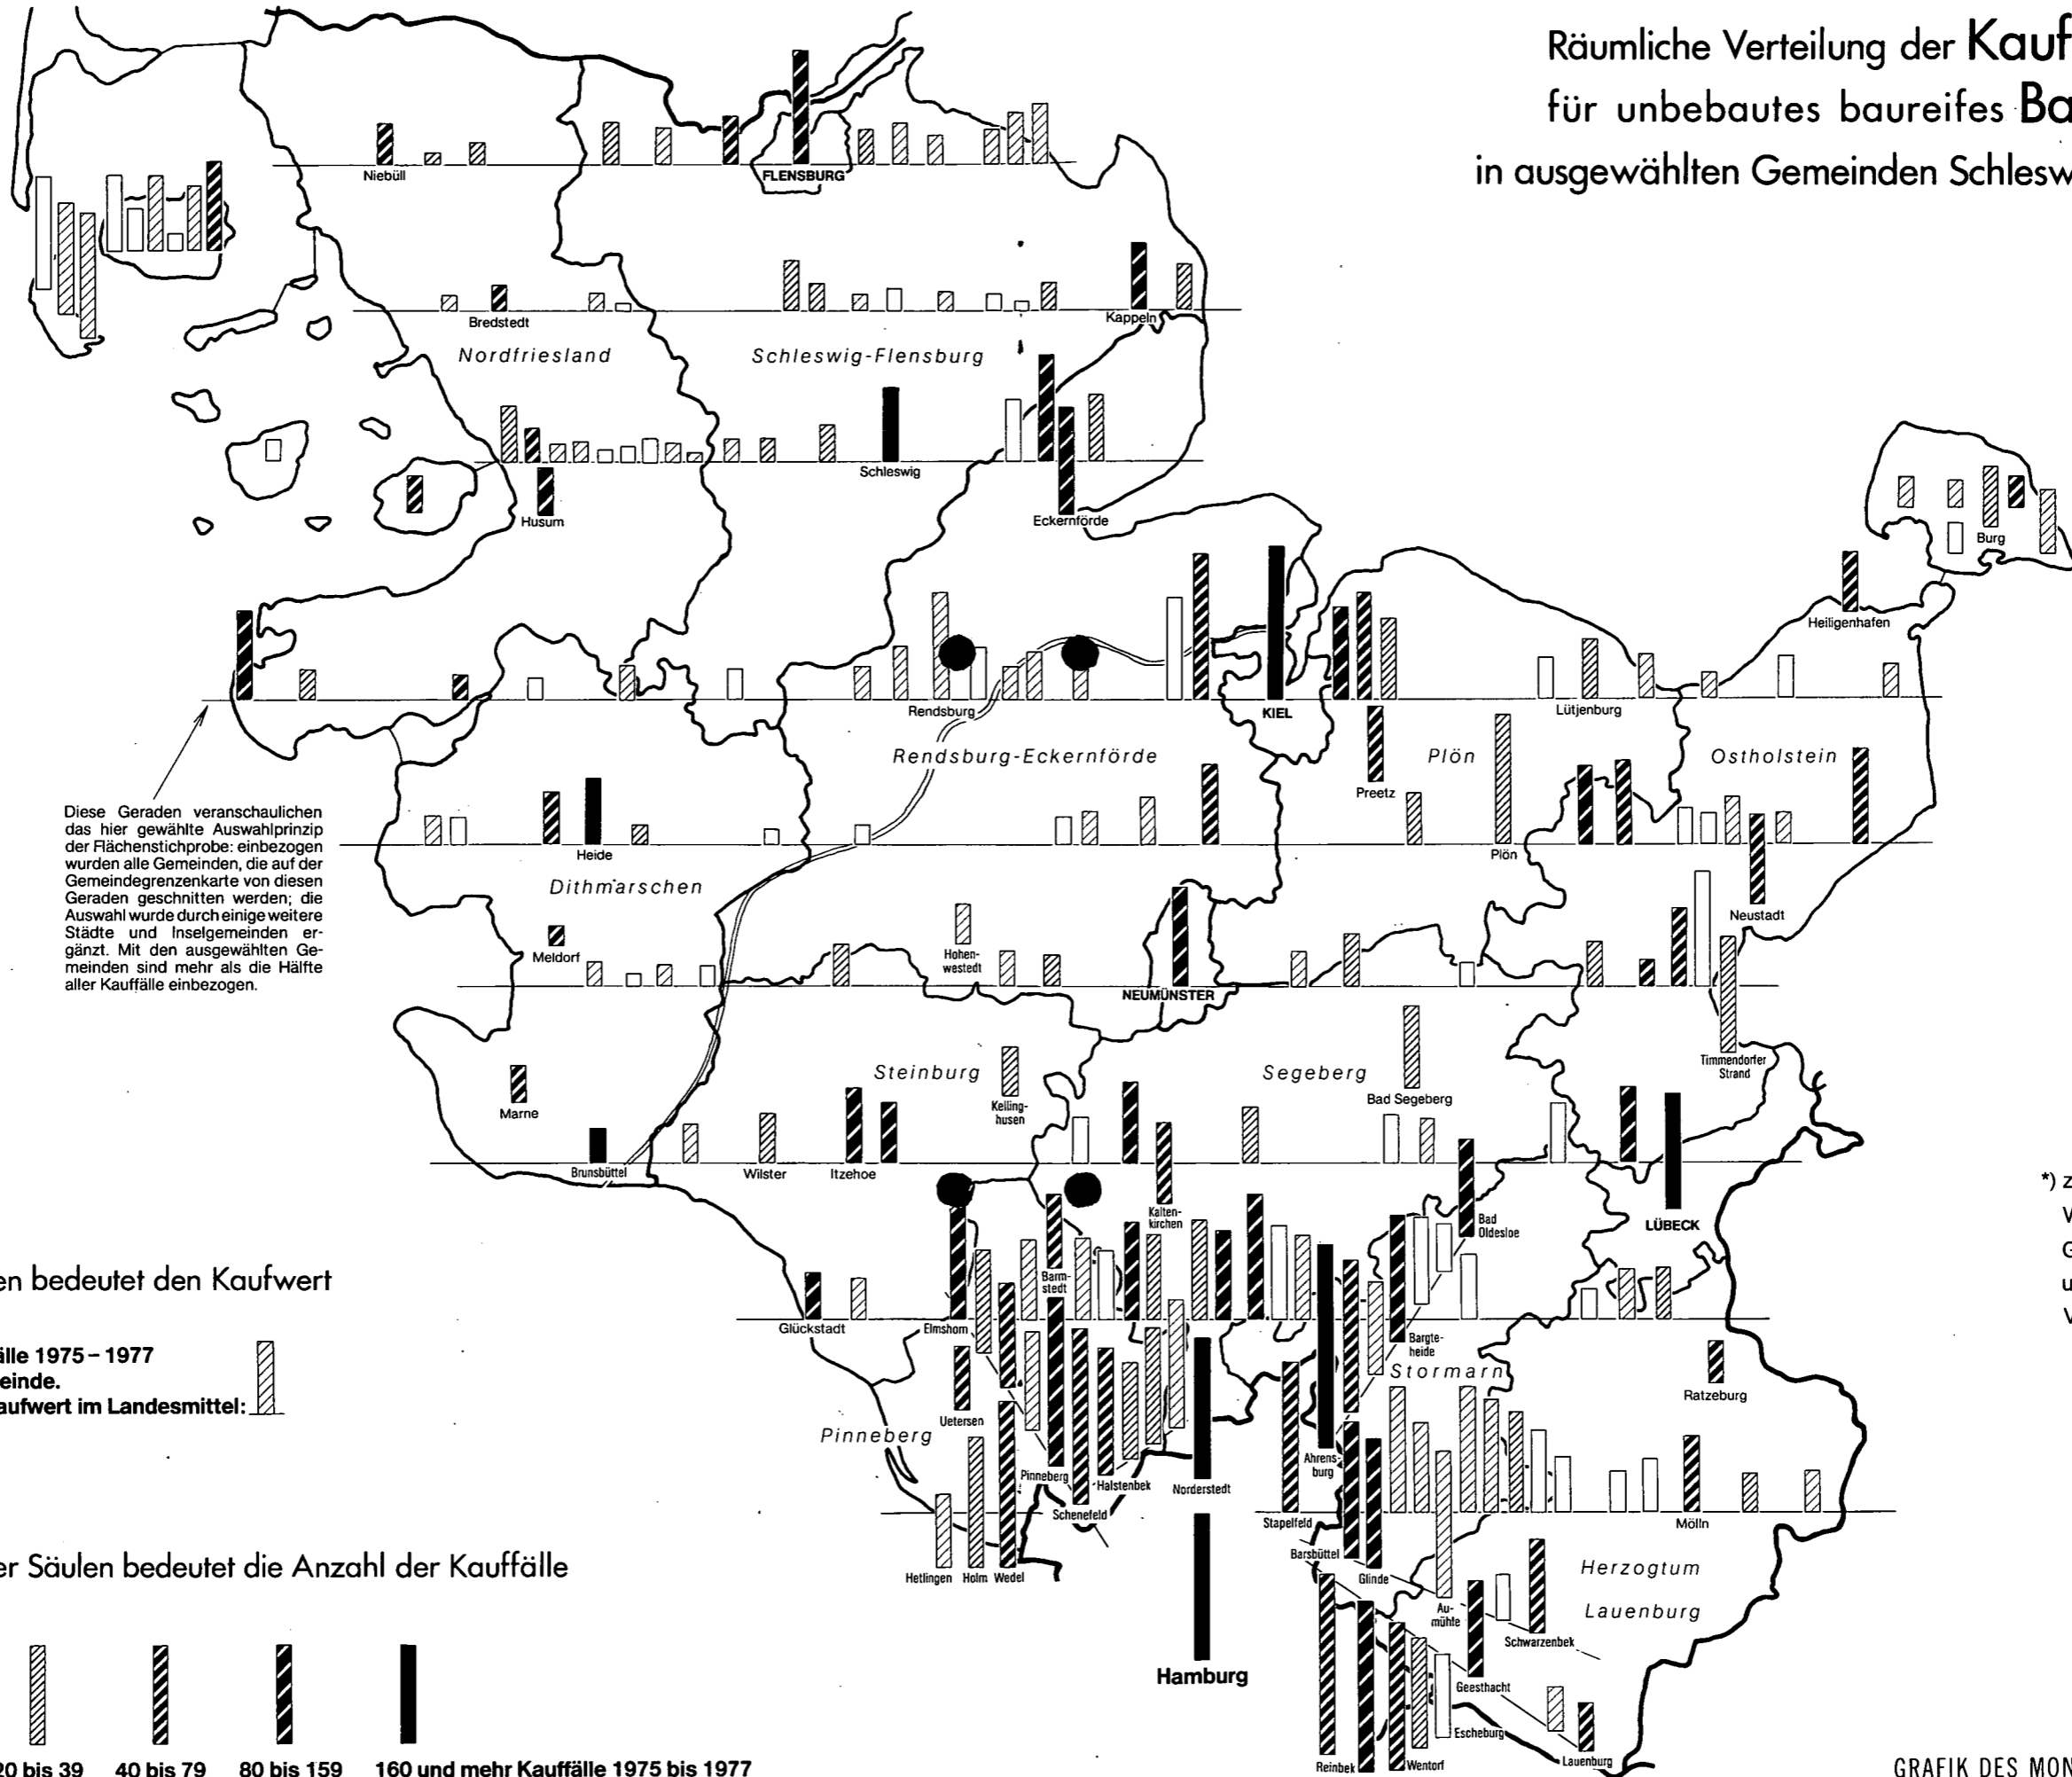 Räumliche Verteilung der Kauf
für unbebautes baureifes Ba
in ausgewählten Gemeinden Schlesw
Niebüll
FLENSBURG
Bredstedt
Kappeln
Nordfriesland
Schleswig-Flensburg
Schleswig
Husum
Eckernförde
Burg
Heiligenhafen
Rendsburg
KIEL
Lütjenburg
Rendsburg-Eckernförde
Plön
Ostholstein
Preetz
Diese Geraden veranschaulichen
das hier gewählte Auswahlprinzip
der Flächenstichprobe: einbezogen
wurden alle Gemeinden, die auf der
Gemeindegrenzenkarte von diesen
Geraden geschnitten werden; die
Auswahl wurde durch einige weitere
Städte und Inselgemeinden er-
gänzt. Mit den ausgewählten Ge-
meinden sind mehr als die Hälfte
aller Kauffälle einbezogen.
Heide
Plön
Dithmarschen
Neustadt
Meldorf
Hohen-
westedt
NEUMÜNSTER
Timmendorfer
Strand
Steinburg
Segeberg
Marne
Kelling-
husen
Bad Segeberg
Brunsbüttel
Wilster
Itzehoe
*) z
V
G
u
V
Kalten-
kirchen
Bad
Oldesloe
LÜBECK
en bedeutet den Kaufwert
Barm-
stedt
Glückstadt
Elmshorn
Bargte-
heide
älle 1975–1977
einde.
aufwert im Landesmittel:
Stormarn
Ratzeburg
Uetersen
Pinneberg
Ahrens-
burg
Pinneberg
Halstenbek
Norderstedt
Schenefeld
Stapelfeld
Mölln
Barsbüttel
Hetlingen
Holm
Wedel
Glinde
Herzogtum
Lauenburg
er Säulen bedeutet die Anzahl der Kauffälle
Au-
mühle
Schwarzenbek
Hamburg
Geesthacht
Escheburg
Reinbek
Wentorf
Lauenburg
20 bis 39
40 bis 79
80 bis 159
160 und mehr Kauffälle 1975 bis 1977
GRAFIK DES MON